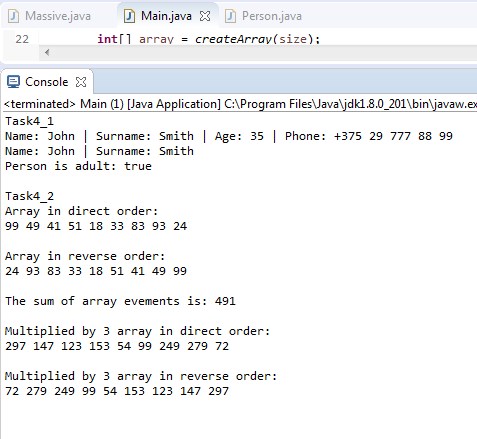 Massive.java Main.java Person.java
22 int[] array = createArray(size);
Console
<terminated> Main (1) [Java Application] C:\Program Files\Java\jdk1.8.0_201\bin\javaw.ex
Task4_1
Name: John | Surname: Smith | Age: 35 | Phone: +375 29 777 88 99
Name: John | Surname: Smith
Person is adult: true
Task4_2
Array in direct order:
99 49 41 51 18 33 83 93 24
Array in reverse order:
24 93 83 33 18 51 41 49 99
The sum of array evements is: 491
Multiplied by 3 array in direct order:
297 147 123 153 54 99 249 279 72
Multiplied by 3 array in reverse order:
72 279 249 99 54 153 123 147 297